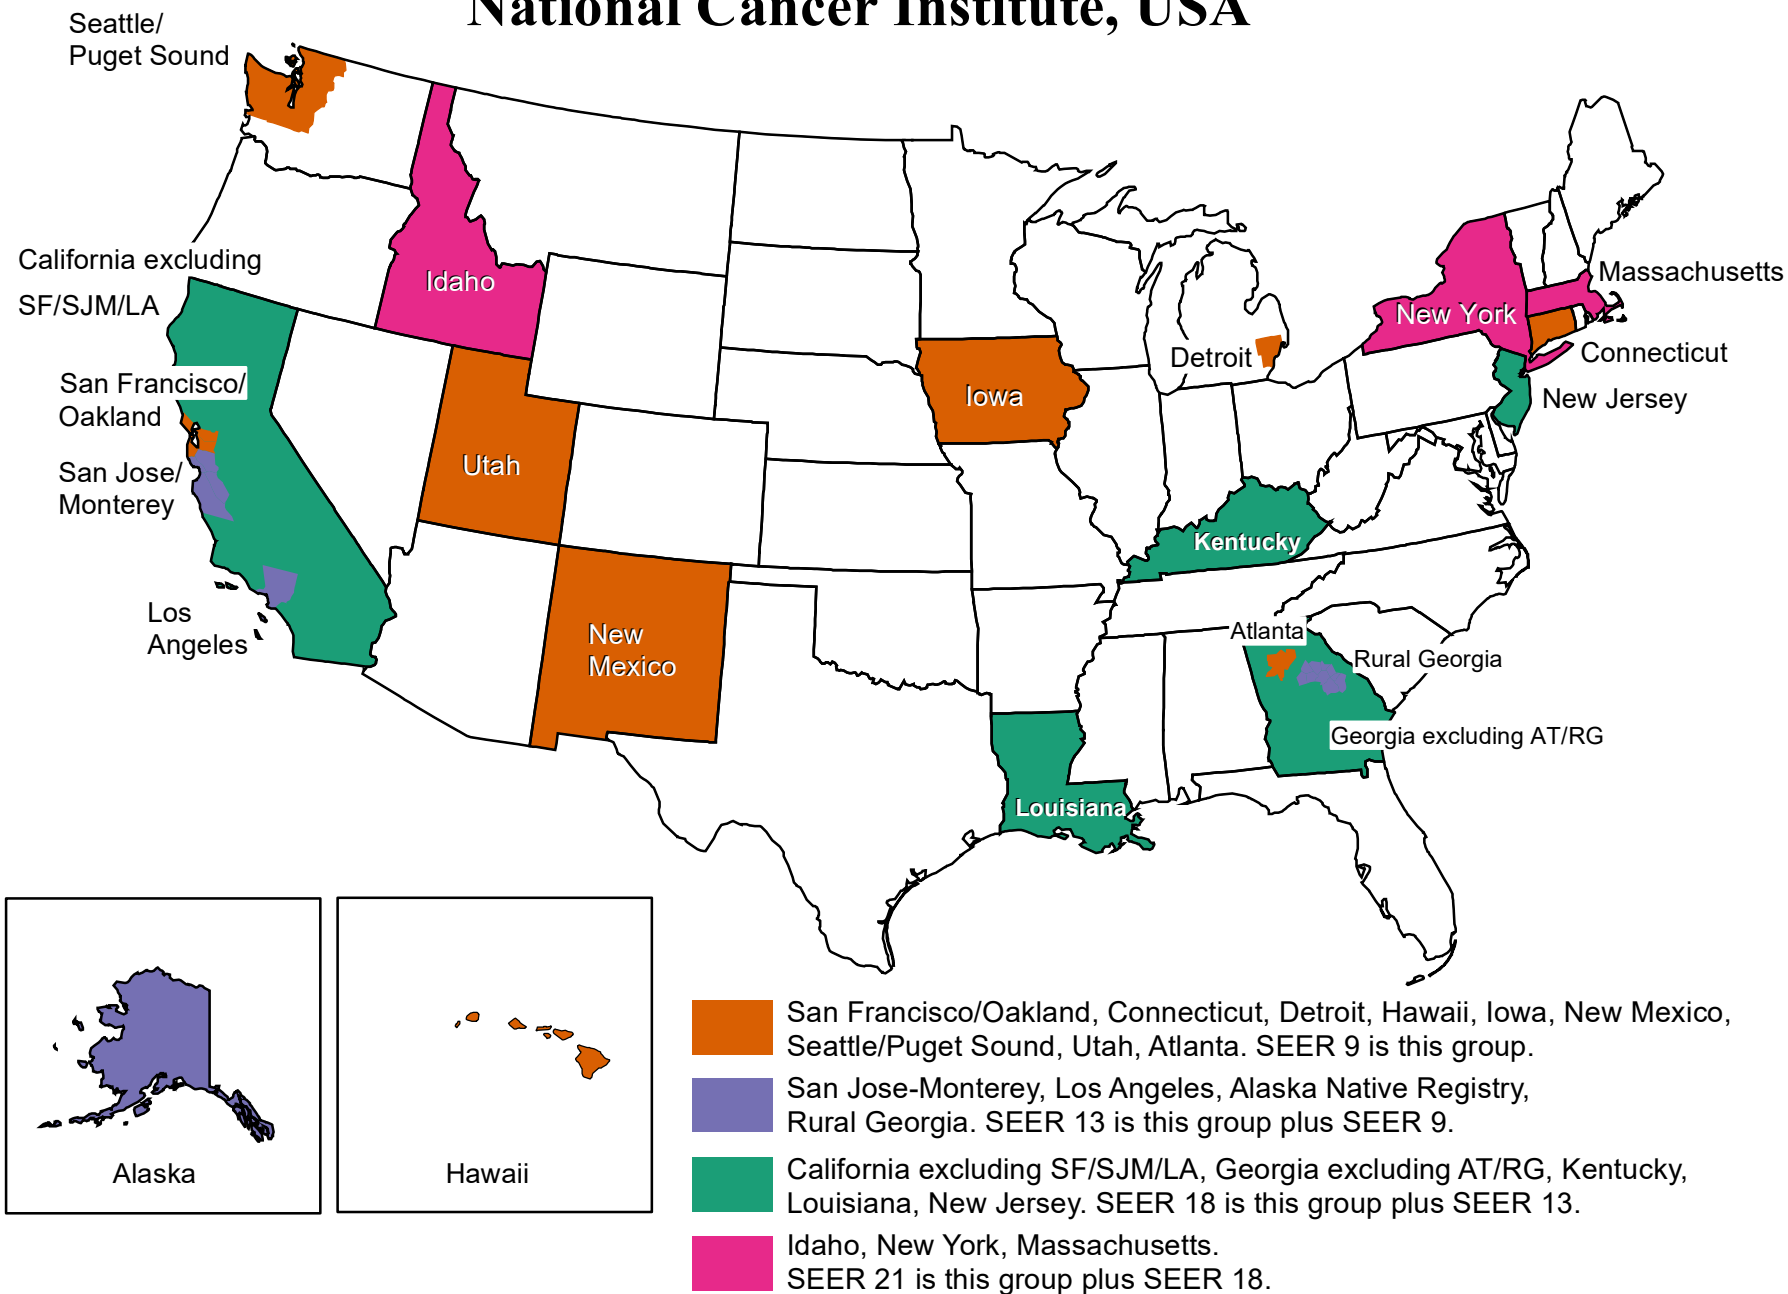 National Cancer Institute, USA
Seattle/
Puget Sound
California excluding
SF/SJM/LA
San Francisco/
Oakland
San Jose/
Monterey
Los
Angeles
Idaho
Utah
New
Mexico
Iowa
Detroit
New York
Massachusetts
Connecticut
New Jersey
Kentucky
Atlanta
Rural Georgia
Georgia excluding AT/RG
Louisiana
Alaska
Hawaii
San Francisco/Oakland, Connecticut, Detroit, Hawaii, Iowa, New Mexico,
Seattle/Puget Sound, Utah, Atlanta. SEER 9 is this group.
San Jose-Monterey, Los Angeles, Alaska Native Registry,
Rural Georgia. SEER 13 is this group plus SEER 9.
California excluding SF/SJM/LA, Georgia excluding AT/RG, Kentucky,
Louisiana, New Jersey. SEER 18 is this group plus SEER 13.
Idaho, New York, Massachusetts.
SEER 21 is this group plus SEER 18.